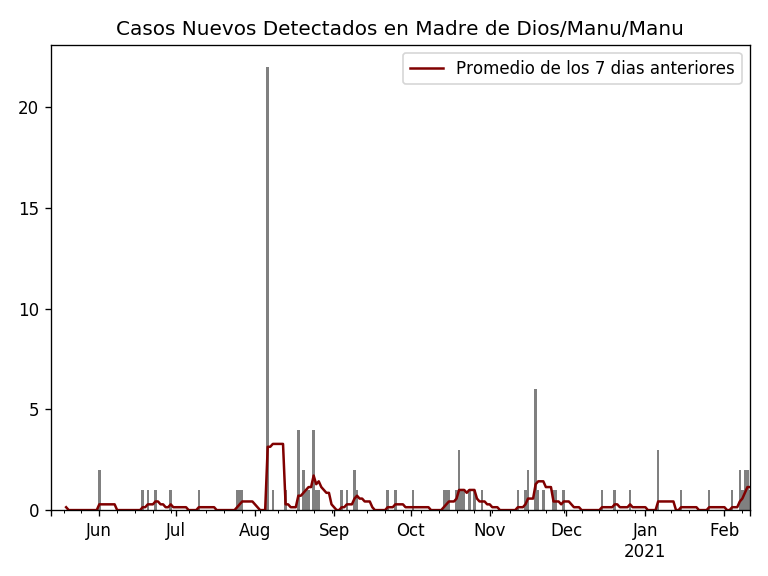 Casos Nuevos Detectados en Madre de Dios/Manu/Manu
Promedio de los 7 dias anteriores
20
15
10
5
0
Jun Jul Aug Sep Oct Nov Dec Jan Feb
2021